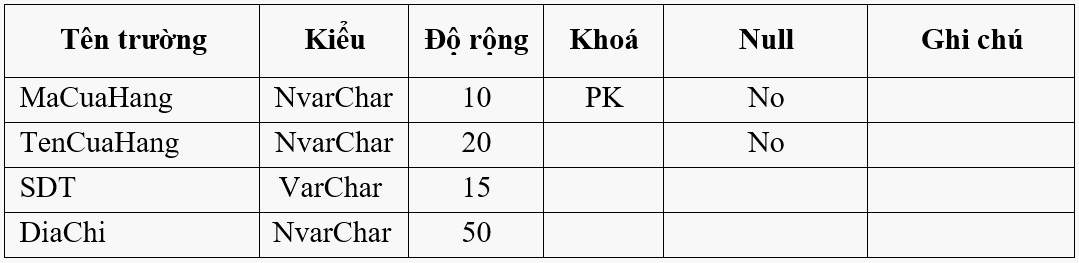 Tên trường Kiểu Độ rộng Khoá Null Ghi chú
MaCuaHang NvarChar 10 PK No
TenCuaHang NvarChar 20 No
SDT VarChar 15
DiaChi NvarChar 50